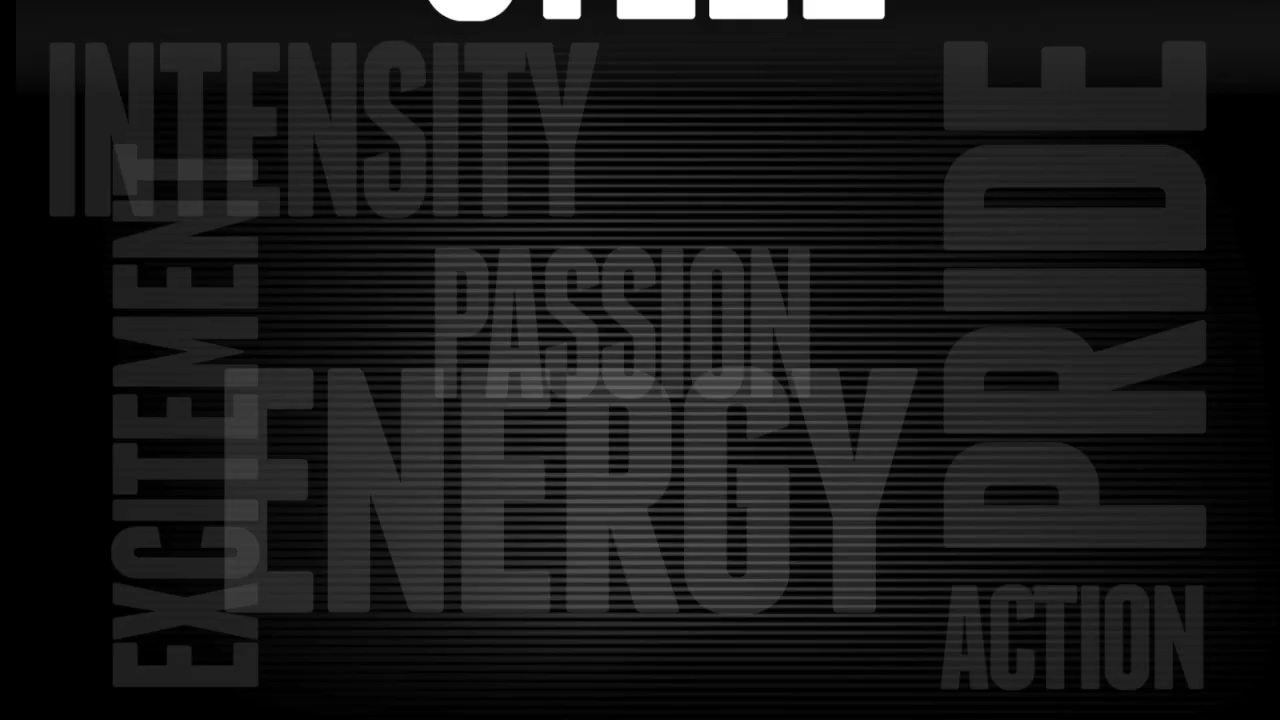 INTENSITY
EXCITEMENT
PASSION
ENERGY
PRIDE
ACTION